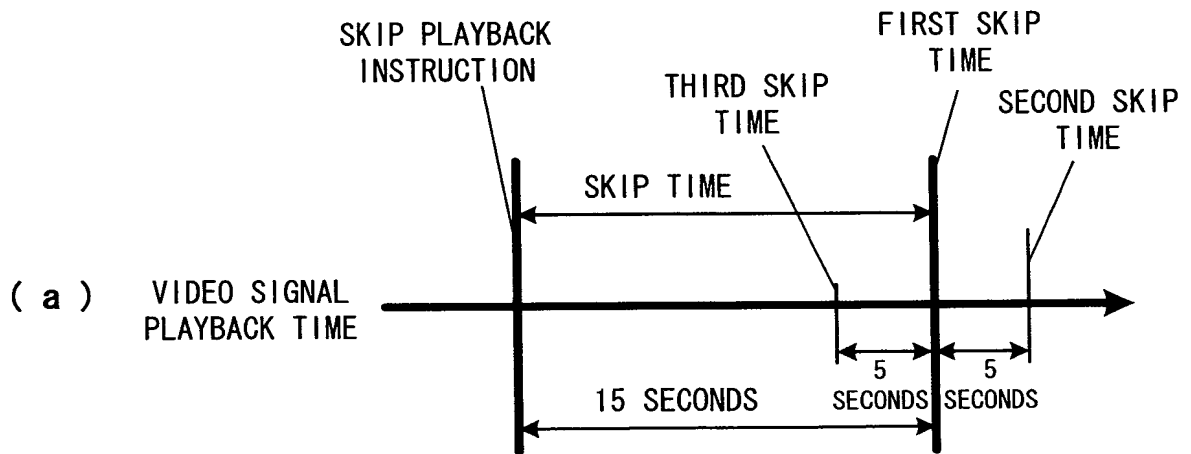 SKIP PLAYBACK
INSTRUCTION
FIRST SKIP
TIME
THIRD SKIP
TIME
SECOND SKIP
TIME
SKIP TIME
( a )
VIDEO SIGNAL
PLAYBACK TIME
5
SECONDS
5
SECONDS
15 SECONDS